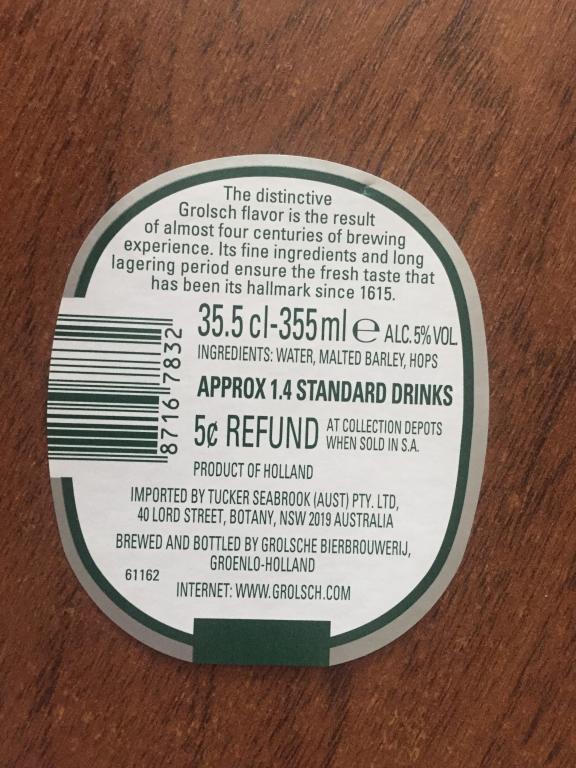 The distinctive
Grolsch flavor is the result
of almost four centuries of brewing
experience. Its fine ingredients and long
lagering period ensure the fresh taste that
has been its hallmark since 1615.
35.5 cl-355 ml ℮ ALC. 5% VOL
INGREDIENTS: WATER, MALTED BARLEY, HOPS
APPROX 1.4 STANDARD DRINKS
5¢ REFUND AT COLLECTION DEPOTS
WHEN SOLD IN S.A.
PRODUCT OF HOLLAND
IMPORTED BY TUCKER SEABROOK (AUST) PTY. LTD,
40 LORD STREET, BOTANY, NSW 2019 AUSTRALIA
BREWED AND BOTTLED BY GROLSCHE BIERBROUWERIJ,
GROENLO-HOLLAND
61162
INTERNET: WWW.GROLSCH.COM
8716 7832